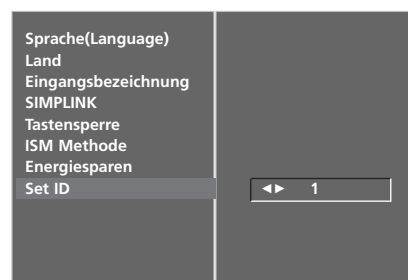 Sprache(Language)
Land
Eingangsbezeichnung
SIMPLINK
Tastensperre
ISM Methode
Energiesparen
Set ID ◄► 1